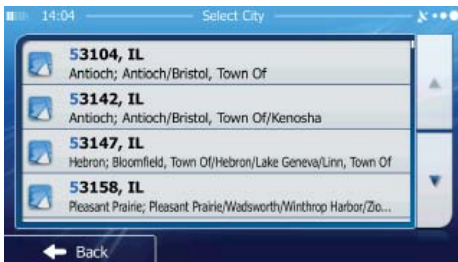 14:04 Select City
53104, IL
Antioch; Antioch/Bristol, Town Of
53142, IL
Antioch; Antioch/Bristol, Town Of/Kenosha
53147, IL
Hebron; Bloomfield, Town Of/Hebron/Lake Geneva/Linn, Town Of
53158, IL
Pleasant Prairie; Pleasant Prairie/Wadsworth/Winthrop Harbor/Zio...
Back